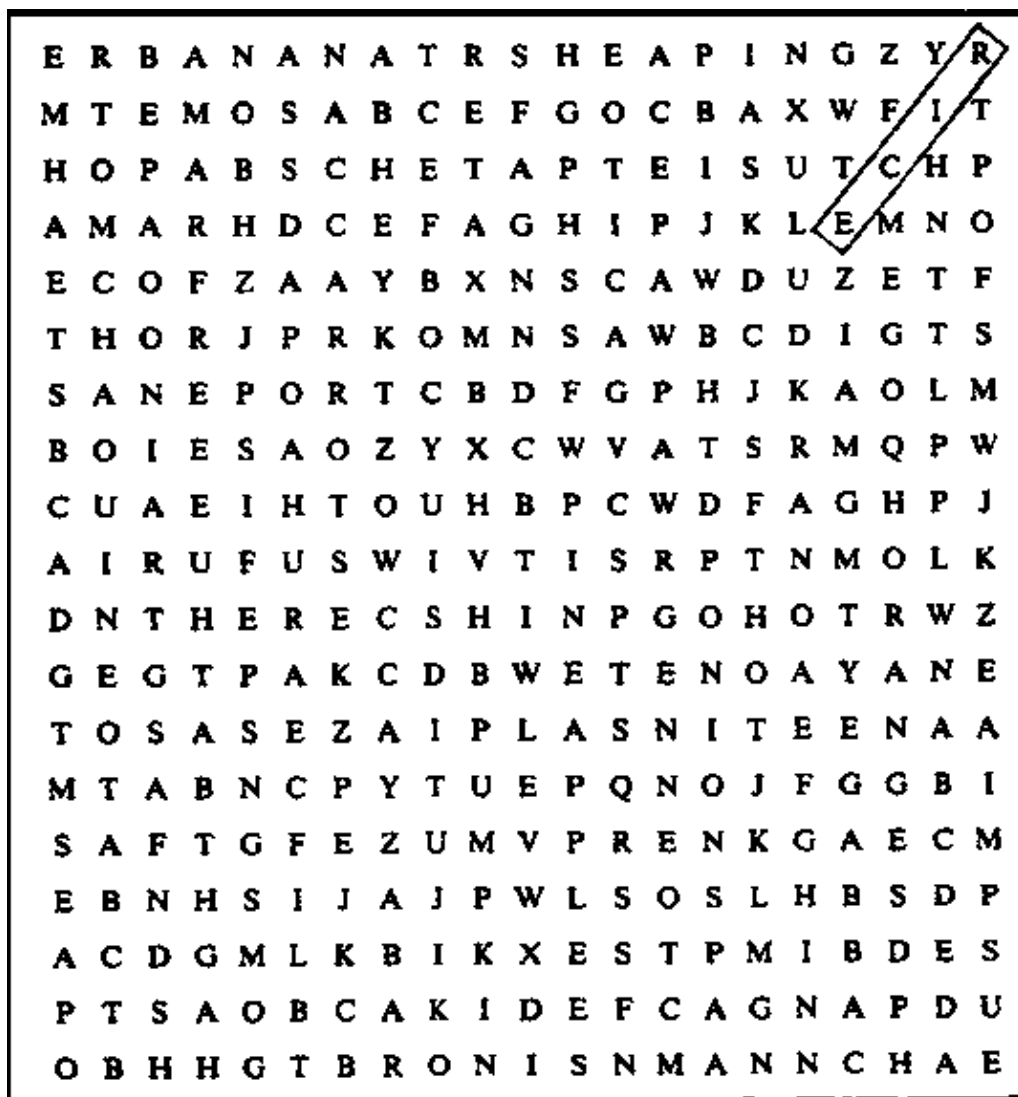 E R B A N A N A T R S H E A P I N G Z Y R
M T E M O S A B C E F G O C B A X W F I T
H O P A B S C H E T A P T E I S U T C H P
A M A R H D C E F A G H I P J K L E M N O
E C O F Z A A Y B X N S C A W D U Z E T F
T H O R J P R K O M N S A W B C D I G T S
S A N E P O R T C B D F G P H J K A O L M
B O I E S A O Z Y X C W V A T S R M Q P W
C U A E I H T O U H B P C W D F A G H P J
A I R U F U S W I V T I S R P T N M O L K
D N T H E R E C S H I N P G O H O T R W Z
G E G T P A K C D B W E T E N O A Y A N E
T O S A S E Z A I P L A S N I T E E N A A
M T A B N C P Y T U E P Q N O J F G G B I
S A F T G F E Z U M V P R E N K G A E C M
E B N H S I J A J P W L S O S L H B S D P
A C D G M L K B I K X E S T P M I B D E S
P T S A O B C A K I D E F C A G N A P D U
O B H H G T B R O N I S N M A N N C H A E